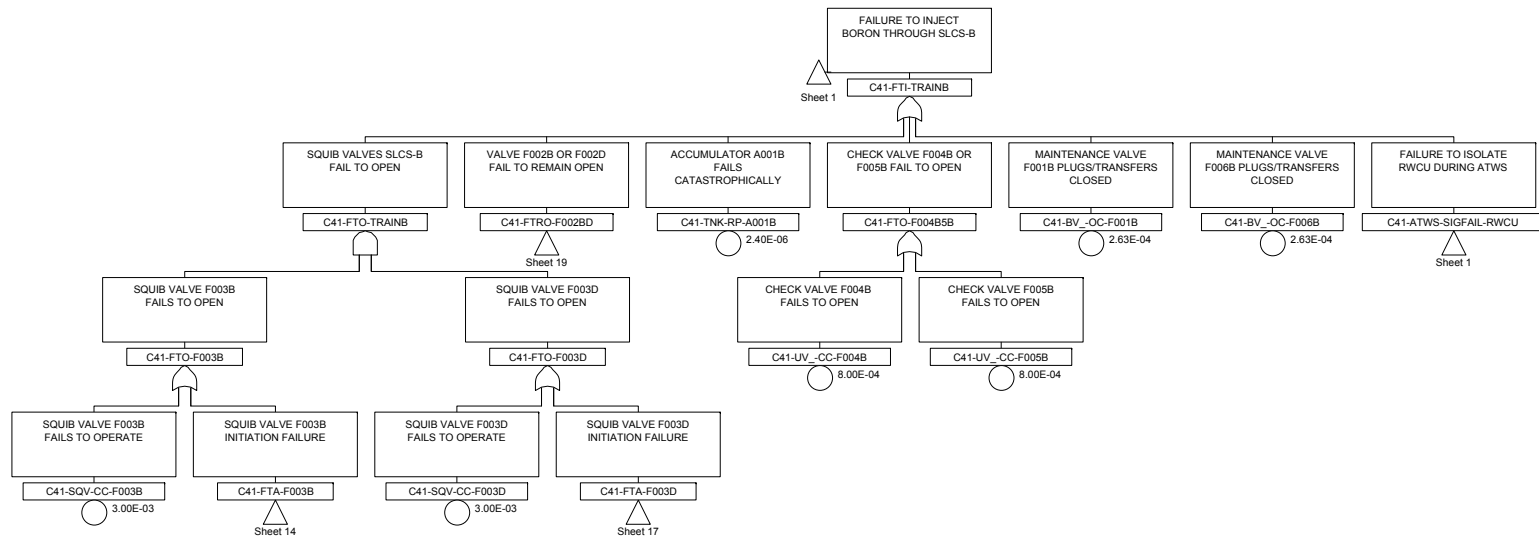 FAILURE TO INJECT
BORON THROUGH SLCS-B
Sheet 1
C41-FTI-TRAINB
SQUIB VALVES SLCS-B
FAIL TO OPEN
C41-FTO-TRAINB
VALVE F002B OR F002D
FAIL TO REMAIN OPEN
C41-FTRO-F002BD
Sheet 19
ACCUMULATOR A001B
FAILS
CATASTROPHICALLY
C41-TNK-RP-A001B
2.40E-06
CHECK VALVE F004B OR
F005B FAIL TO OPEN
C41-FTO-F004B5B
MAINTENANCE VALVE
F001B PLUGS/TRANSFERS
CLOSED
C41-BV_-OC-F001B
2.63E-04
MAINTENANCE VALVE
F006B PLUGS/TRANSFERS
CLOSED
C41-BV_-OC-F006B
2.63E-04
FAILURE TO ISOLATE
RWCU DURING ATWS
C41-ATWS-SIGFAIL-RWCU
Sheet 1
SQUIB VALVE F003B
FAILS TO OPEN
C41-FTO-F003B
SQUIB VALVE F003D
FAILS TO OPEN
C41-FTO-F003D
CHECK VALVE F004B
FAILS TO OPEN
C41-UV_-CC-F004B
8.00E-04
CHECK VALVE F005B
FAILS TO OPEN
C41-UV_-CC-F005B
8.00E-04
SQUIB VALVE F003B
FAILS TO OPERATE
C41-SQV-CC-F003B
3.00E-03
SQUIB VALVE F003B
INITIATION FAILURE
C41-FTA-F003B
Sheet 14
SQUIB VALVE F003D
FAILS TO OPERATE
C41-SQV-CC-F003D
3.00E-03
SQUIB VALVE F003D
INITIATION FAILURE
C41-FTA-F003D
Sheet 17